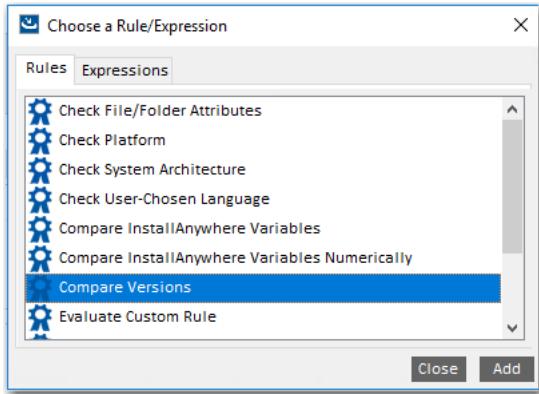 Choose a Rule/Expression
Rules Expressions
Check File/Folder Attributes
Check Platform
Check System Architecture
Check User-Chosen Language
Compare InstallAnywhere Variables
Compare InstallAnywhere Variables Numerically
Compare Versions
Evaluate Custom Rule
Close Add